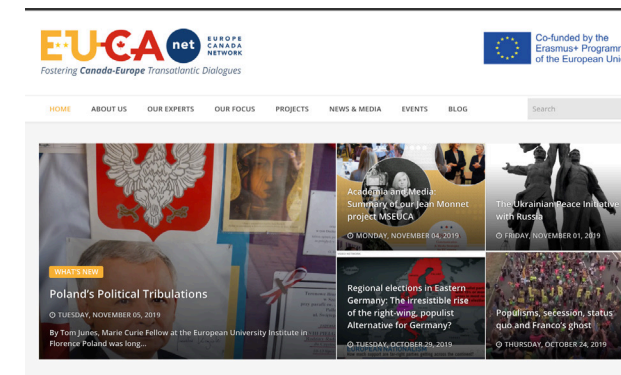 EU-CA net EUROPE
CANADA
NETWORK
Fostering Canada-Europe Transatlantic Dialogues
Co-funded by the
Erasmus+ Programm
of the European Uni
HOME ABOUT US OUR EXPERTS OUR FOCUS PROJECTS NEWS & MEDIA EVENTS BLOG Search
WHAT'S NEW
Poland's Political Tribulations
TUESDAY, NOVEMBER 05, 2019
By Tom Junes, Marie Curie Fellow at the European University Institute in
Florence Poland was long...
Academia and Media:
Summary of our Jean Monnet
project MSEUCA
MONDAY, NOVEMBER 04, 2019
The Ukrainian Peace Initiative
with Russia
FRIDAY, NOVEMBER 01, 2019
Regional elections in Eastern
Germany: The irresistible rise
of the right-wing, populist
Alternative for Germany?
TUESDAY, OCTOBER 29, 2019
EUROPEAN NATIONALISM
Populisms, secession, status
quo and Franco's ghost
THURSDAY, OCTOBER 24, 2019